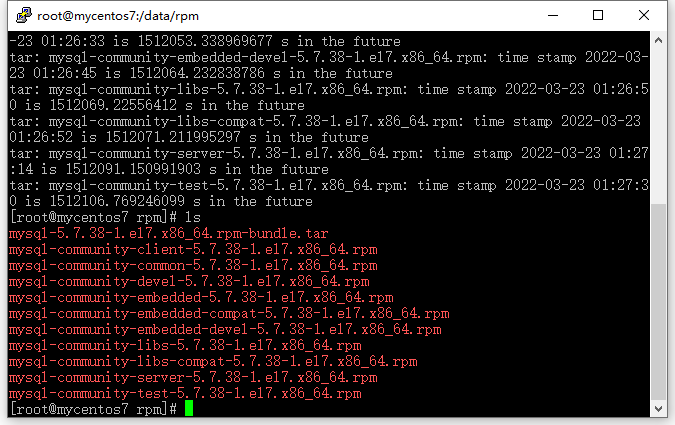 root@mycentos7:/data/rpm
-23 01:26:33 is 1512053.338969677 s in the future
tar: mysql-community-embedded-devel-5.7.38-1.el7.x86_64.rpm: time stamp 2022-03-
23 01:26:45 is 1512064.232838786 s in the future
tar: mysql-community-libs-5.7.38-1.el7.x86_64.rpm: time stamp 2022-03-23 01:26:5
0 is 1512069.22556412 s in the future
tar: mysql-community-libs-compat-5.7.38-1.el7.x86_64.rpm: time stamp 2022-03-23
01:26:52 is 1512071.211995297 s in the future
tar: mysql-community-server-5.7.38-1.el7.x86_64.rpm: time stamp 2022-03-23 01:27
:14 is 1512091.150991903 s in the future
tar: mysql-community-test-5.7.38-1.el7.x86_64.rpm: time stamp 2022-03-23 01:27:3
0 is 1512106.769246099 s in the future
[root@mycentos7 rpm]# ls
mysql-5.7.38-1.el7.x86_64.rpm-bundle.tar
mysql-community-client-5.7.38-1.el7.x86_64.rpm
mysql-community-common-5.7.38-1.el7.x86_64.rpm
mysql-community-devel-5.7.38-1.el7.x86_64.rpm
mysql-community-embedded-5.7.38-1.el7.x86_64.rpm
mysql-community-embedded-compat-5.7.38-1.el7.x86_64.rpm
mysql-community-embedded-devel-5.7.38-1.el7.x86_64.rpm
mysql-community-libs-5.7.38-1.el7.x86_64.rpm
mysql-community-libs-compat-5.7.38-1.el7.x86_64.rpm
mysql-community-server-5.7.38-1.el7.x86_64.rpm
mysql-community-test-5.7.38-1.el7.x86_64.rpm
[root@mycentos7 rpm]#